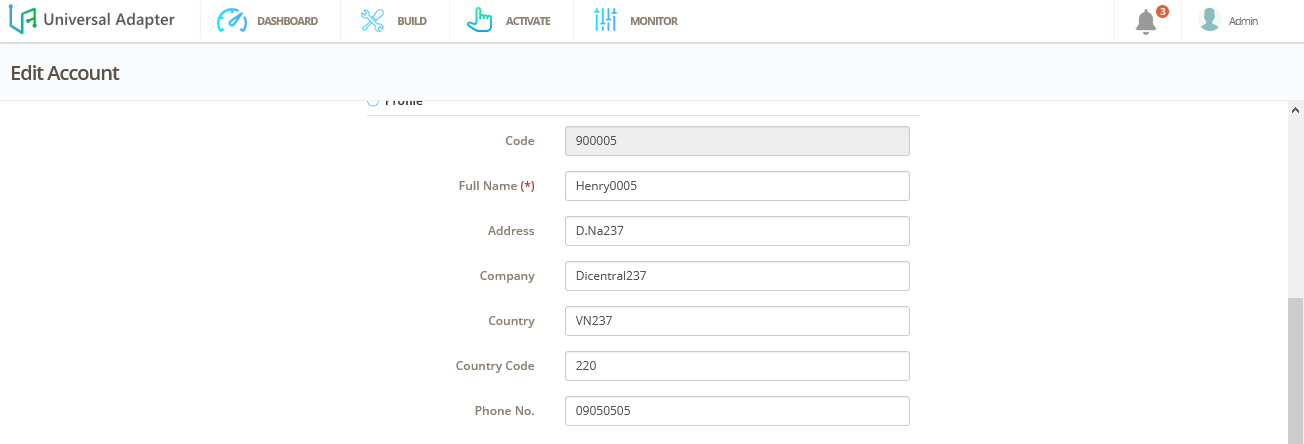 Universal Adapter DASHBOARD BUILD ACTIVATE MONITOR 3 Admin
Edit Account
Profile
Code 900005
Full Name (*) Henry0005
Address D.Na237
Company Dicentral237
Country VN237
Country Code 220
Phone No. 09050505